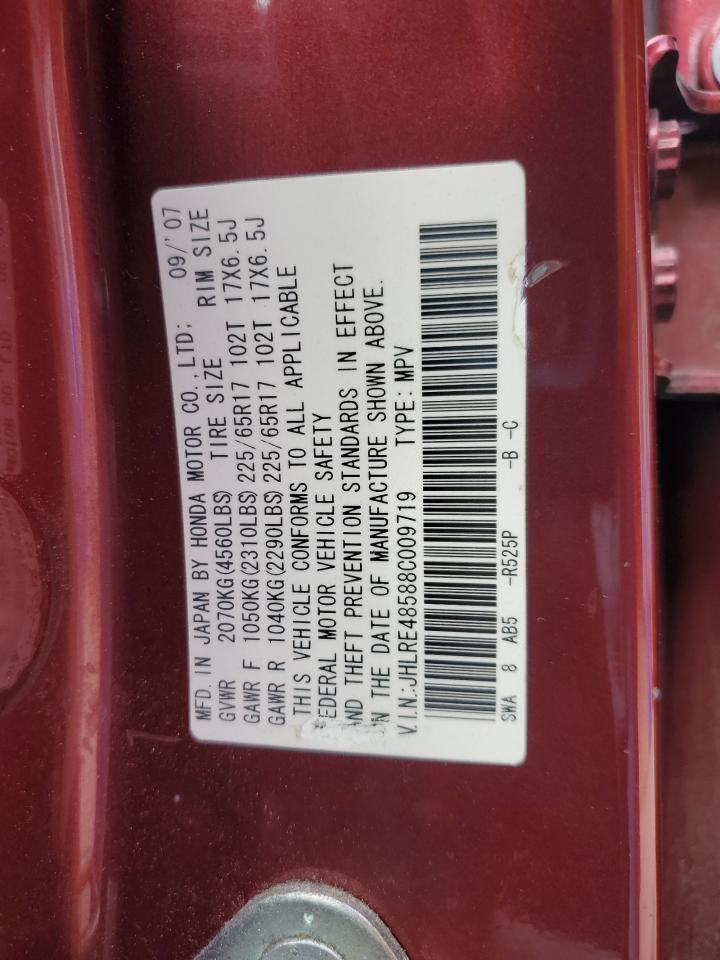 MFD. IN JAPAN BY HONDA MOTOR CO.,LTD; 09/'07
GVWR 2070KG(4560LBS) TIRE SIZE RIM SIZE
GAWR F 1050KG(2310LBS) 225/65R17 102T 17X6.5J
GAWR R 1040KG(2290LBS) 225/65R17 102T 17X6.5J
THIS VEHICLE CONFORMS TO ALL APPLICABLE
EDERAL MOTOR VEHICLE SAFETY
ND THEFT PREVENTION STANDARDS IN EFFECT
N THE DATE OF MANUFACTURE SHOWN ABOVE.
V.I.N.:JHLRE48588C009719 TYPE: MPV
SWA 8 AB5 -R525P -B -C